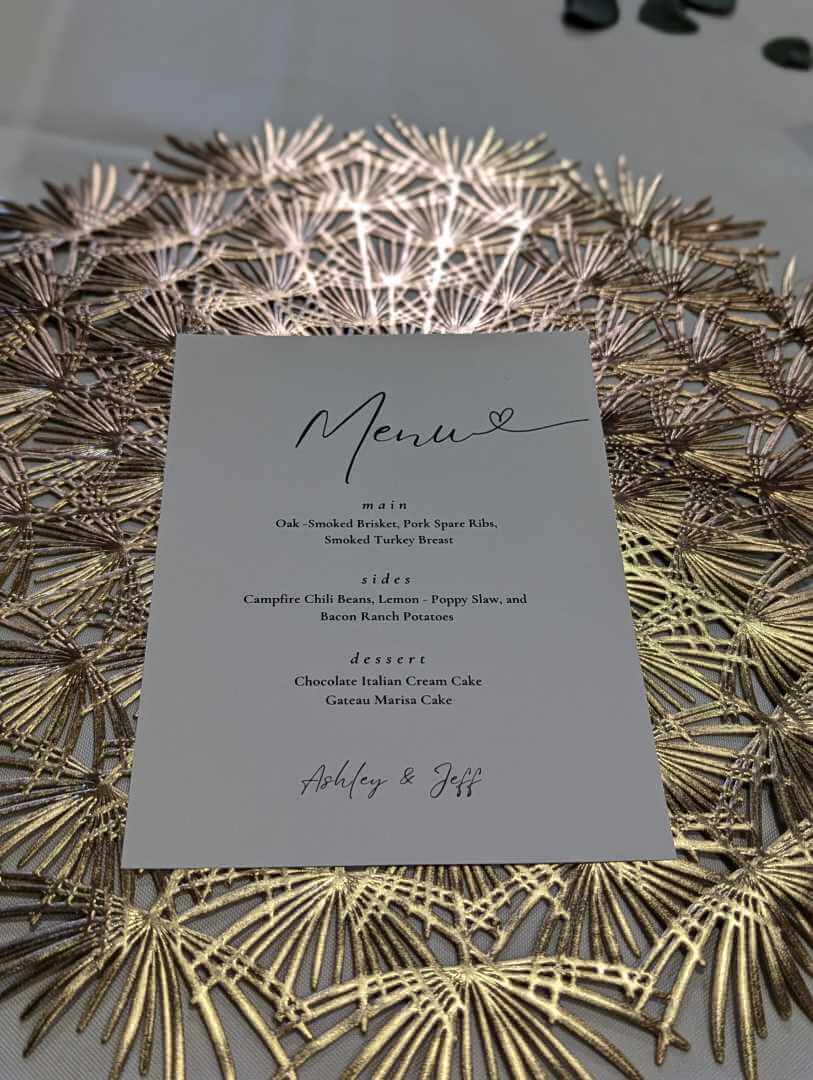 Menu
main
Oak -Smoked Brisket, Pork Spare Ribs,
Smoked Turkey Breast
sides
Campfire Chili Beans, Lemon - Poppy Slaw, and
Bacon Ranch Potatoes
dessert
Chocolate Italian Cream Cake
Gateau Marisa Cake
Ashley & Jeff